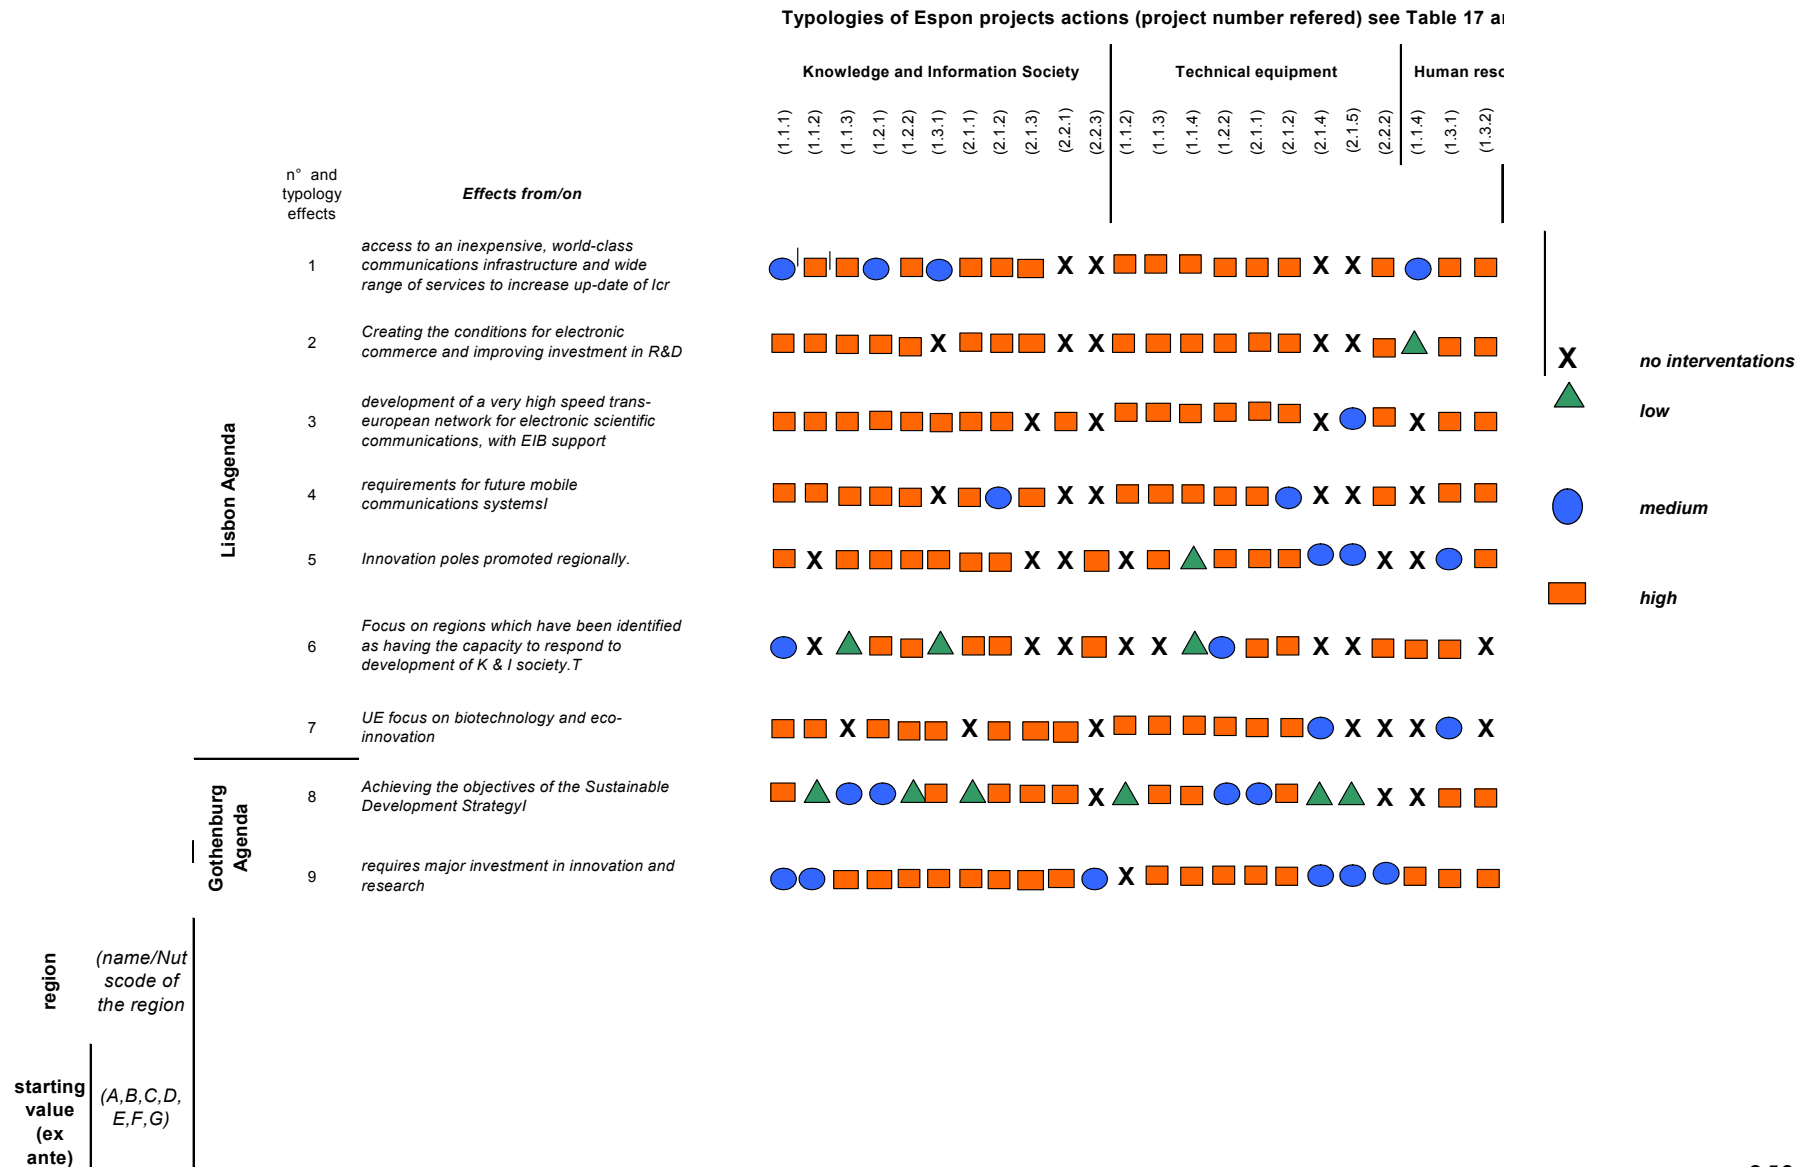 Typologies of Espon projects actions (project number refered) see Table 17 a
Knowledge and Information Society
Technical equipment
Human reso
(1.1.1)
(1.1.2)
(1.1.3)
(1.2.1)
(1.2.2)
(1.3.1)
(2.1.1)
(2.1.2)
(2.1.3)
(2.2.1)
(2.2.3)
(1.1.2)
(1.1.3)
(1.1.4)
(1.2.2)
(2.1.1)
(2.1.2)
(2.1.4)
(2.1.5)
(2.2.2)
(1.1.4)
(1.3.1)
(1.3.2)
n° and
typology
effects
Effects from/on
Lisbon Agenda
1
access to an inexpensive, world-class
communications infrastructure and wide
range of services to increase up-date of Icr
X X X X
2
Creating the conditions for electronic
commerce and improving investment in R&D
X X X X X
3
development of a very high speed trans-
european network for electronic scientific
communications, with EIB support
X X X X
4
requirements for future mobile
communications systemsI
X X X X X X
5
Innovation poles promoted regionally.
X X X X X X
6
Focus on regions which have been identified
as having the capacity to respond to
development of K & I society.T
X X X X X X X X
7
UE focus on biotechnology and eco-
innovation
X X X X X X X
Gothenburg
Agenda
8
Achieving the objectives of the Sustainable
Development StrategyI
X X X
9
requires major investment in innovation and
research
X
X
no interventions
low
medium
high
region
(name/Nut
scode of
the region
starting
value
(ex
ante)
(A,B,C,D,
E,F,G)